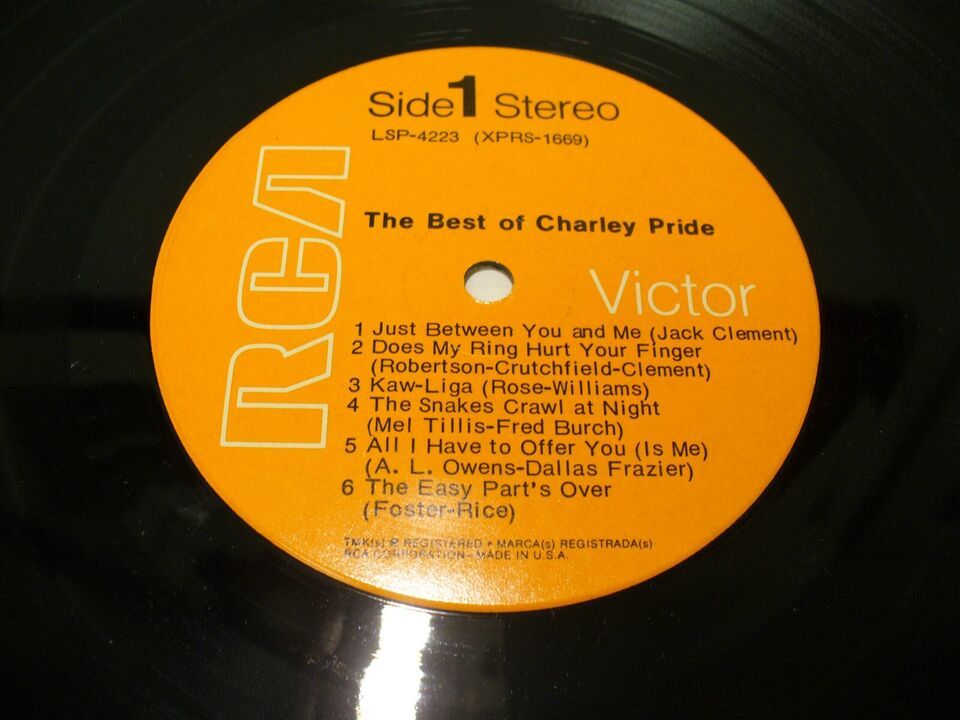 Side 1 Stereo
LSP-4223 (XPRS-1669)
RCA
The Best of Charley Pride
Victor
1 Just Between You and Me (Jack Clement)
2 Does My Ring Hurt Your Finger
(Robertson-Crutchfield-Clement)
3 Kaw-Liga (Rose-Williams)
4 The Snakes Crawl at Night
(Mel Tillis-Fred Burch)
5 All I Have to Offer You (Is Me)
(A. L. Owens-Dallas Frazier)
6 The Easy Part's Over
(Foster-Rice)
TMK(s) ® REGISTERED • MARCA(s) REGISTRADA(s)
RCA CORPORATION—MADE IN U.S.A.